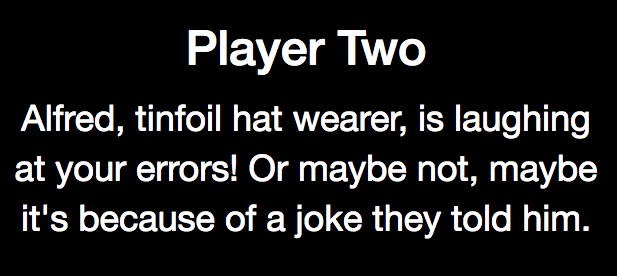 Player Two
Alfred, tinfoil hat wearer, is laughing
at your errors! Or maybe not, maybe
it's because of a joke they told him.